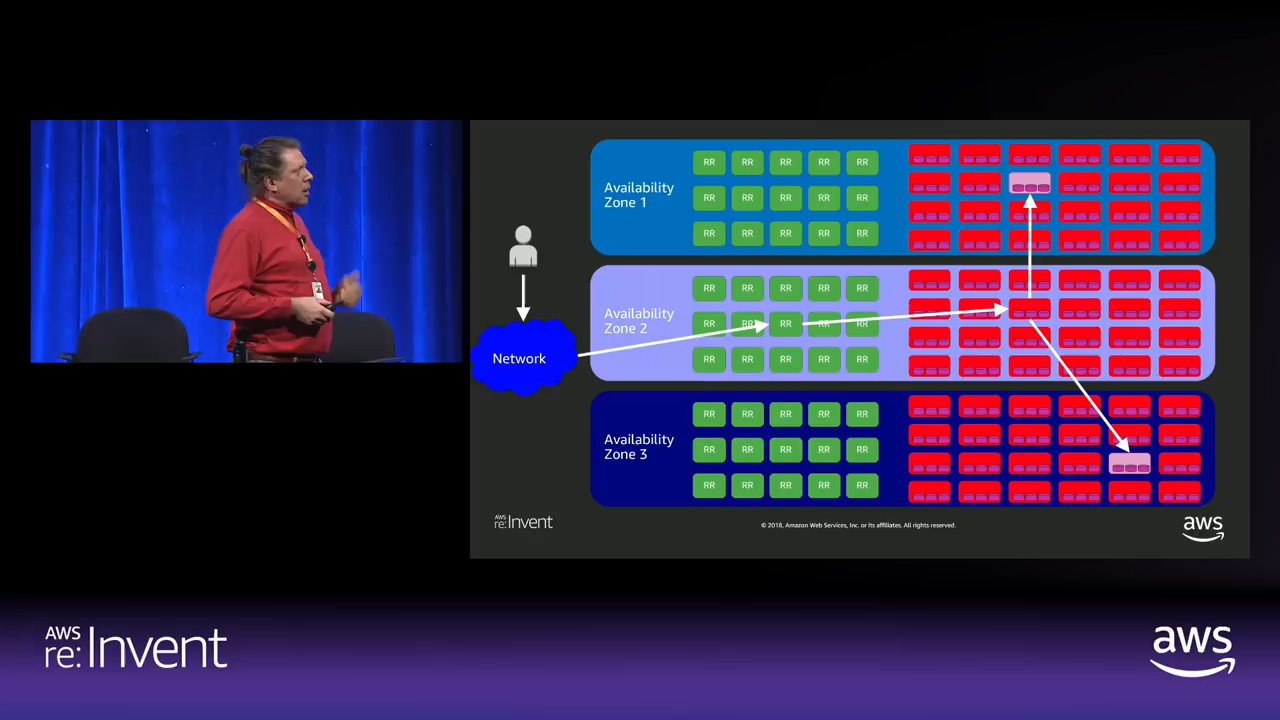 Availability
Zone 1
RR RR RR RR RR
RR RR RR RR RR
RR RR RR RR RR
Availability
Zone 2
RR RR RR RR RR
RR RR RR RR RR
RR RR RR RR RR
Network
Availability
Zone 3
RR RR RR RR RR
RR RR RR RR RR
RR RR RR RR RR
AWS
re:Invent
© 2018, Amazon Web Services, Inc. or its affiliates. All rights reserved.
aws
AWS
re:Invent
aws